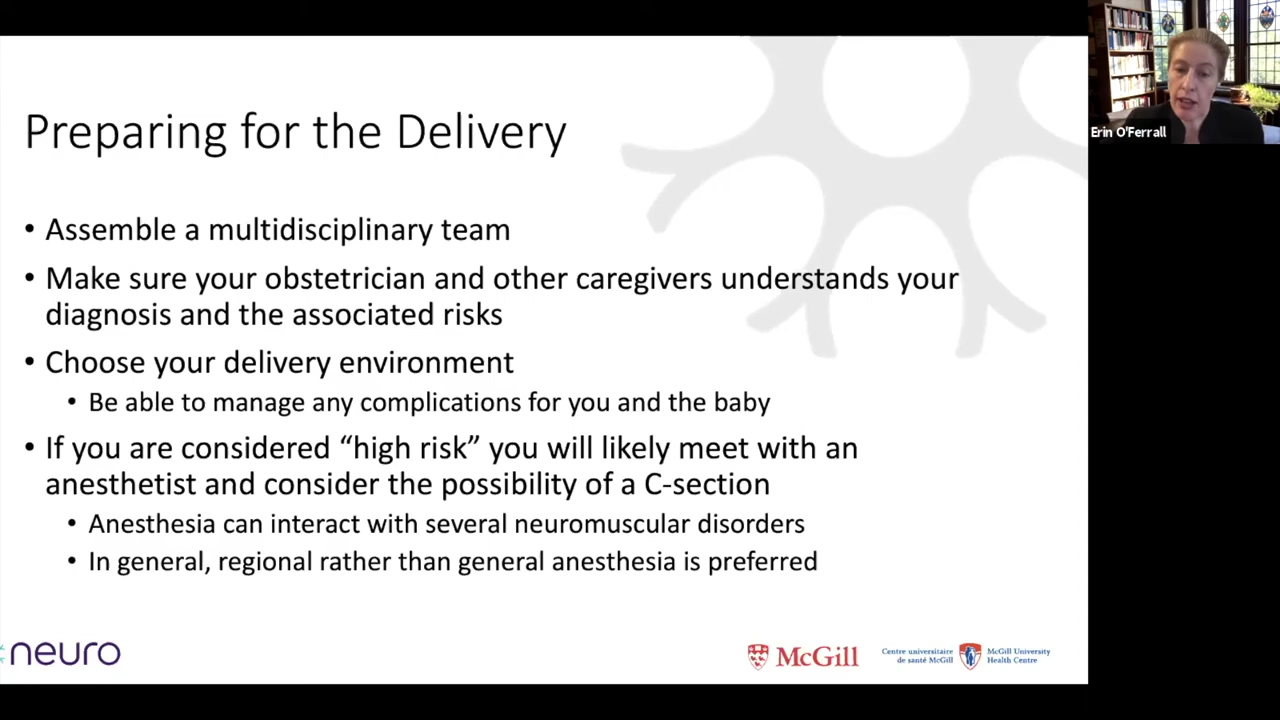 Preparing for the Delivery
• Assemble a multidisciplinary team
• Make sure your obstetrician and other caregivers understands your
diagnosis and the associated risks
• Choose your delivery environment
• Be able to manage any complications for you and the baby
• If you are considered “high risk” you will likely meet with an
anesthetist and consider the possibility of a C-section
• Anesthesia can interact with several neuromuscular disorders
• In general, regional rather than general anesthesia is preferred
neuro
McGill
Centre universitaire
de santé McGill
McGill University
Health Centre
Erin O'Ferrall